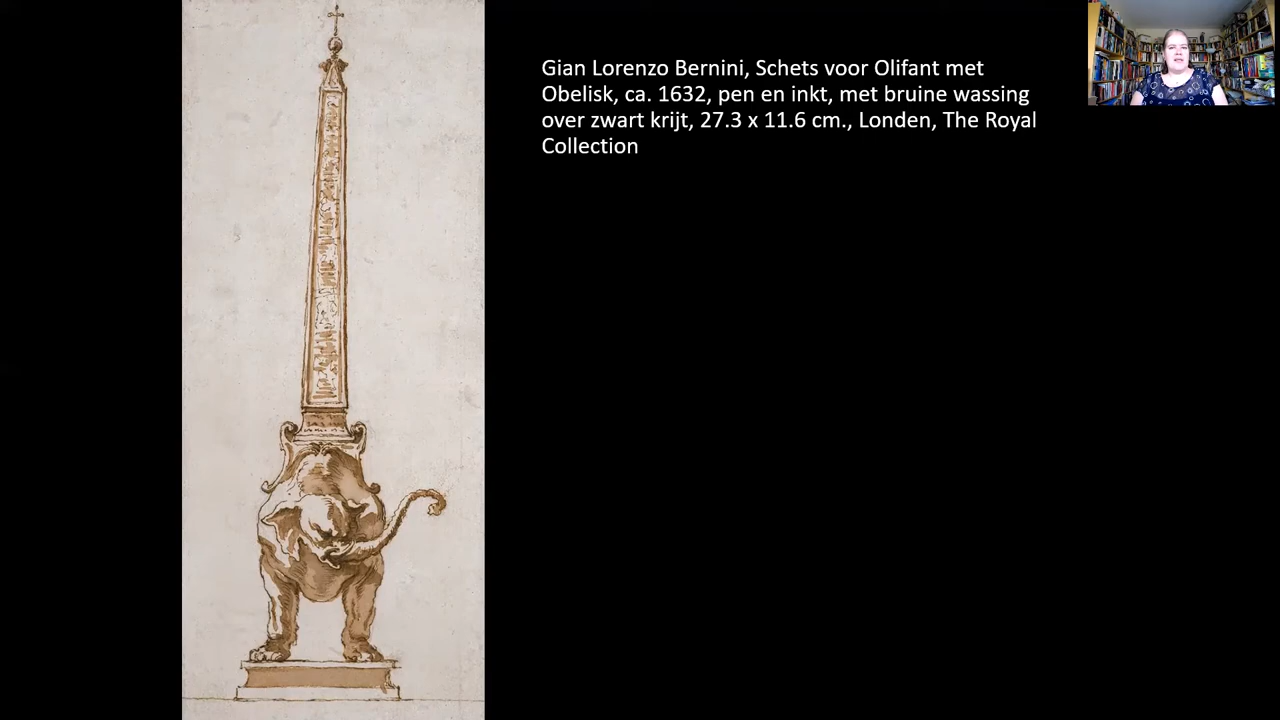 Gian Lorenzo Bernini, Schets voor Olifant met
Obelisk, ca. 1632, pen en inkt, met bruine wassing
over zwart krijt, 27.3 x 11.6 cm., Londen, The Royal
Collection